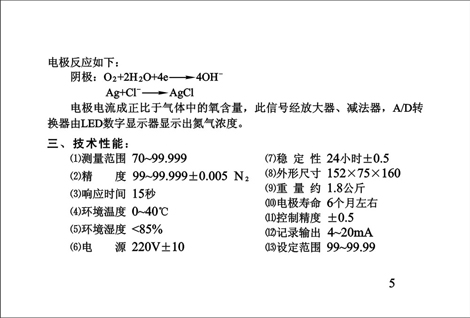 电极反应如下：
阴极：O₂+2H₂O+4e⟶4OH⁻
Ag+Cl⁻⟶AgCl
电极电流成正比于气体中的氧含量，此信号经放大器、减法器，A/D转
换器由LED数字显示器显示出氮气浓度。
三、技术性能：
⑴测量范围 70~99.999
⑵精 度 99~99.999±0.005 N₂
⑶响应时间 15秒
⑷环境温度 0~40℃
⑸环境湿度 <85%
⑹电 源 220V±10
⑺稳 定 性 24小时±0.5
⑻外形尺寸 152×75×160
⑼重 量 约 1.8公斤
⑽电极寿命 6个月左右
⑾控制精度 ±0.5
⑿记录输出 4~20mA
⒀设定范围 99~99.99
5